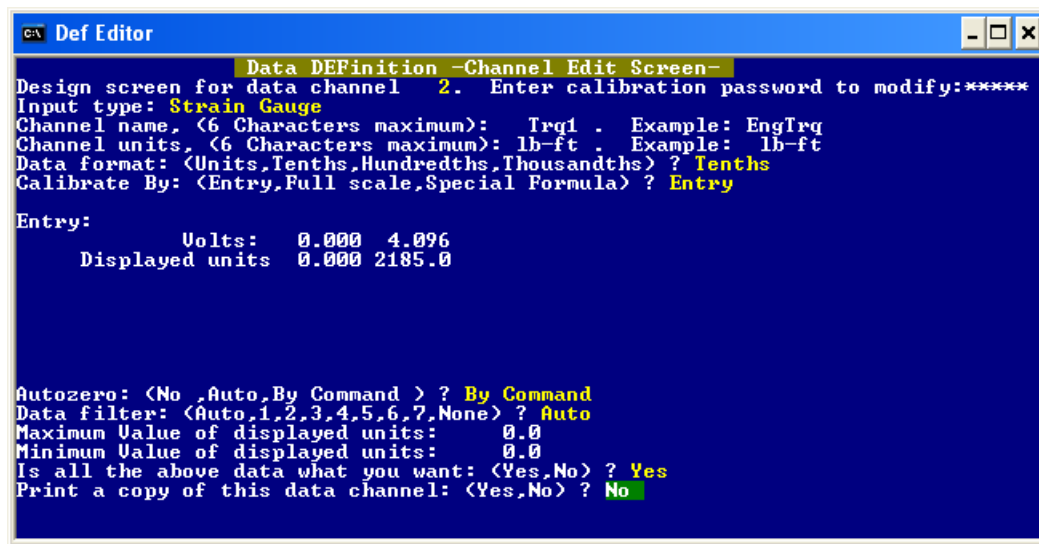 Def Editor
Data DEFinition -Channel Edit Screen-
Design screen for data channel 2. Enter calibration password to modify:*****
Input type: Strain Gauge
Channel name, (6 Characters maximum): Trq1 . Example: EngTrq
Channel units, (6 Characters maximum): lb-ft . Example: lb-ft
Data format: (Units,Tenths,Hundredths,Thousandths) ? Tenths
Calibrate By: (Entry,Full scale,Special Formula) ? Entry
Entry:
Volts: 0.000 4.096
Displayed units 0.000 2185.0
Autozero: (No ,Auto,By Command ) ? By Command
Data filter: (Auto,1,2,3,4,5,6,7,None) ? Auto
Maximum Value of displayed units: 0.0
Minimum Value of displayed units: 0.0
Is all the above data what you want: (Yes,No) ? Yes
Print a copy of this data channel: (Yes,No) ? No